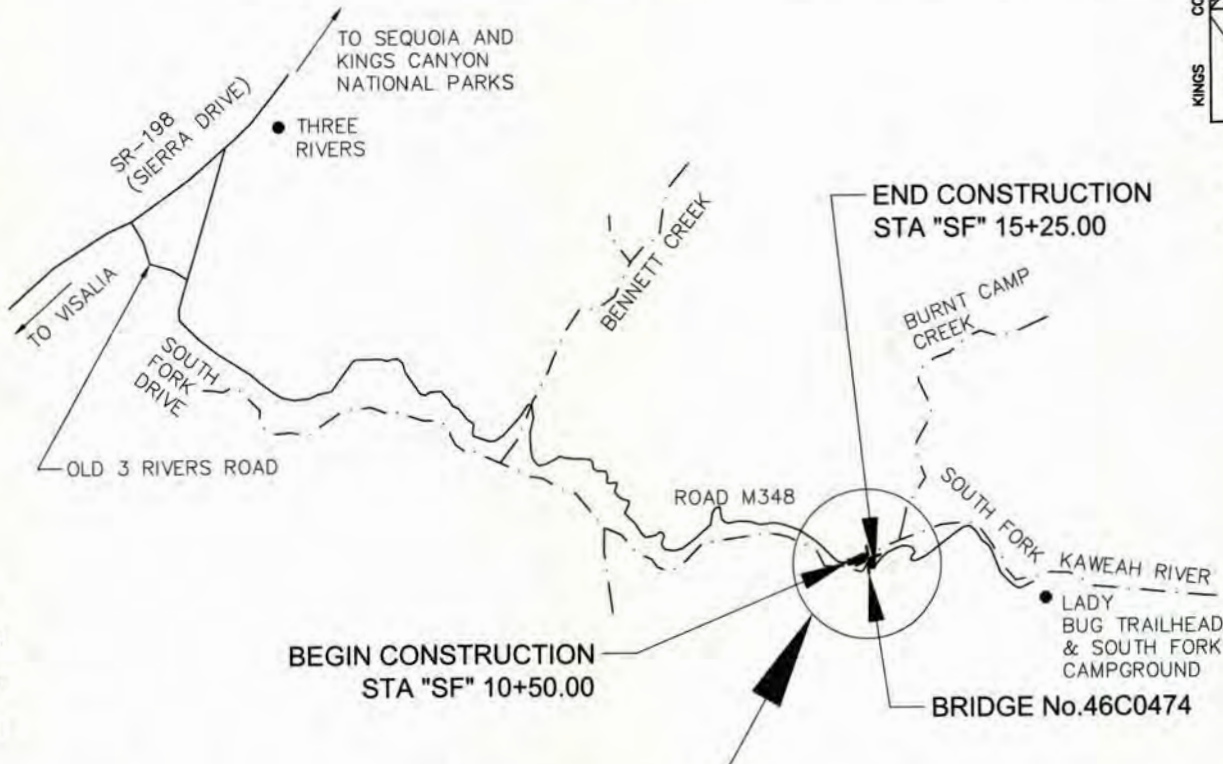 TO SEQUOIA AND
KINGS CANYON
NATIONAL PARKS
KINGS
CO
SR-198
(SIERRA DRIVE)
THREE
RIVERS
TO VISALIA
BENNETT CREEK
END CONSTRUCTION
STA "SF" 15+25.00
BURNT CAMP
CREEK
SOUTH
FORK
DRIVE
OLD 3 RIVERS ROAD
ROAD M348
SOUTH FORK
KAWEAH RIVER
LADY
BUG TRAILHEAD
& SOUTH FORK
CAMPGROUND
BEGIN CONSTRUCTION
STA "SF" 10+50.00
BRIDGE No.46C0474